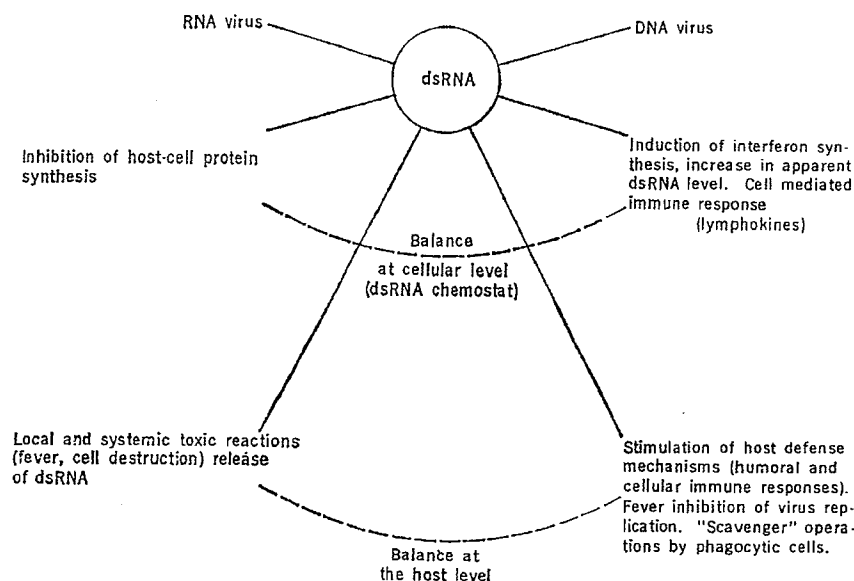 RNA virus
DNA virus
dsRNA
Inhibition of host-cell protein
synthesis
Induction of interferon syn-
thesis, increase in apparent
dsRNA level. Cell mediated
immune response
(lymphokines)
Balance
at cellular level
(dsRNA chemostat)
Local and systemic toxic reactions
(fever, cell destruction) release
of dsRNA
Stimulation of host defense
mechanisms (humoral and
cellular immune responses).
Fever inhibition of virus rep-
lication. "Scavenger" opera-
tions by phagocytic cells.
Balance at
the host level